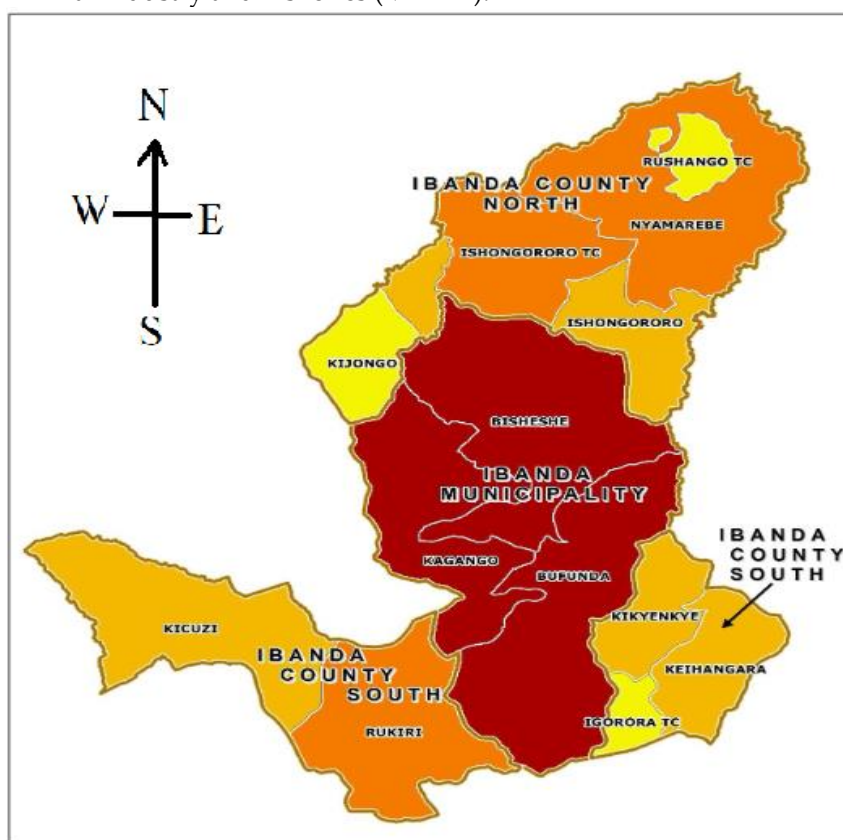 N
W
E
S
RUSHANGO TC
IBANDA COUNTY
NORTH
NYAMAREBE
ISHONGORORO TC
ISHONGORORO
KIJONGO
BISHESHE
IBANDA
MUNICIPALITY
KAGANGO
BUFUNDA
IBANDA
COUNTY
SOUTH
KIKYENKYE
KEIHANGARA
IGORORA TC
KICUZI
IBANDA
COUNTY
SOUTH
RUKIRI